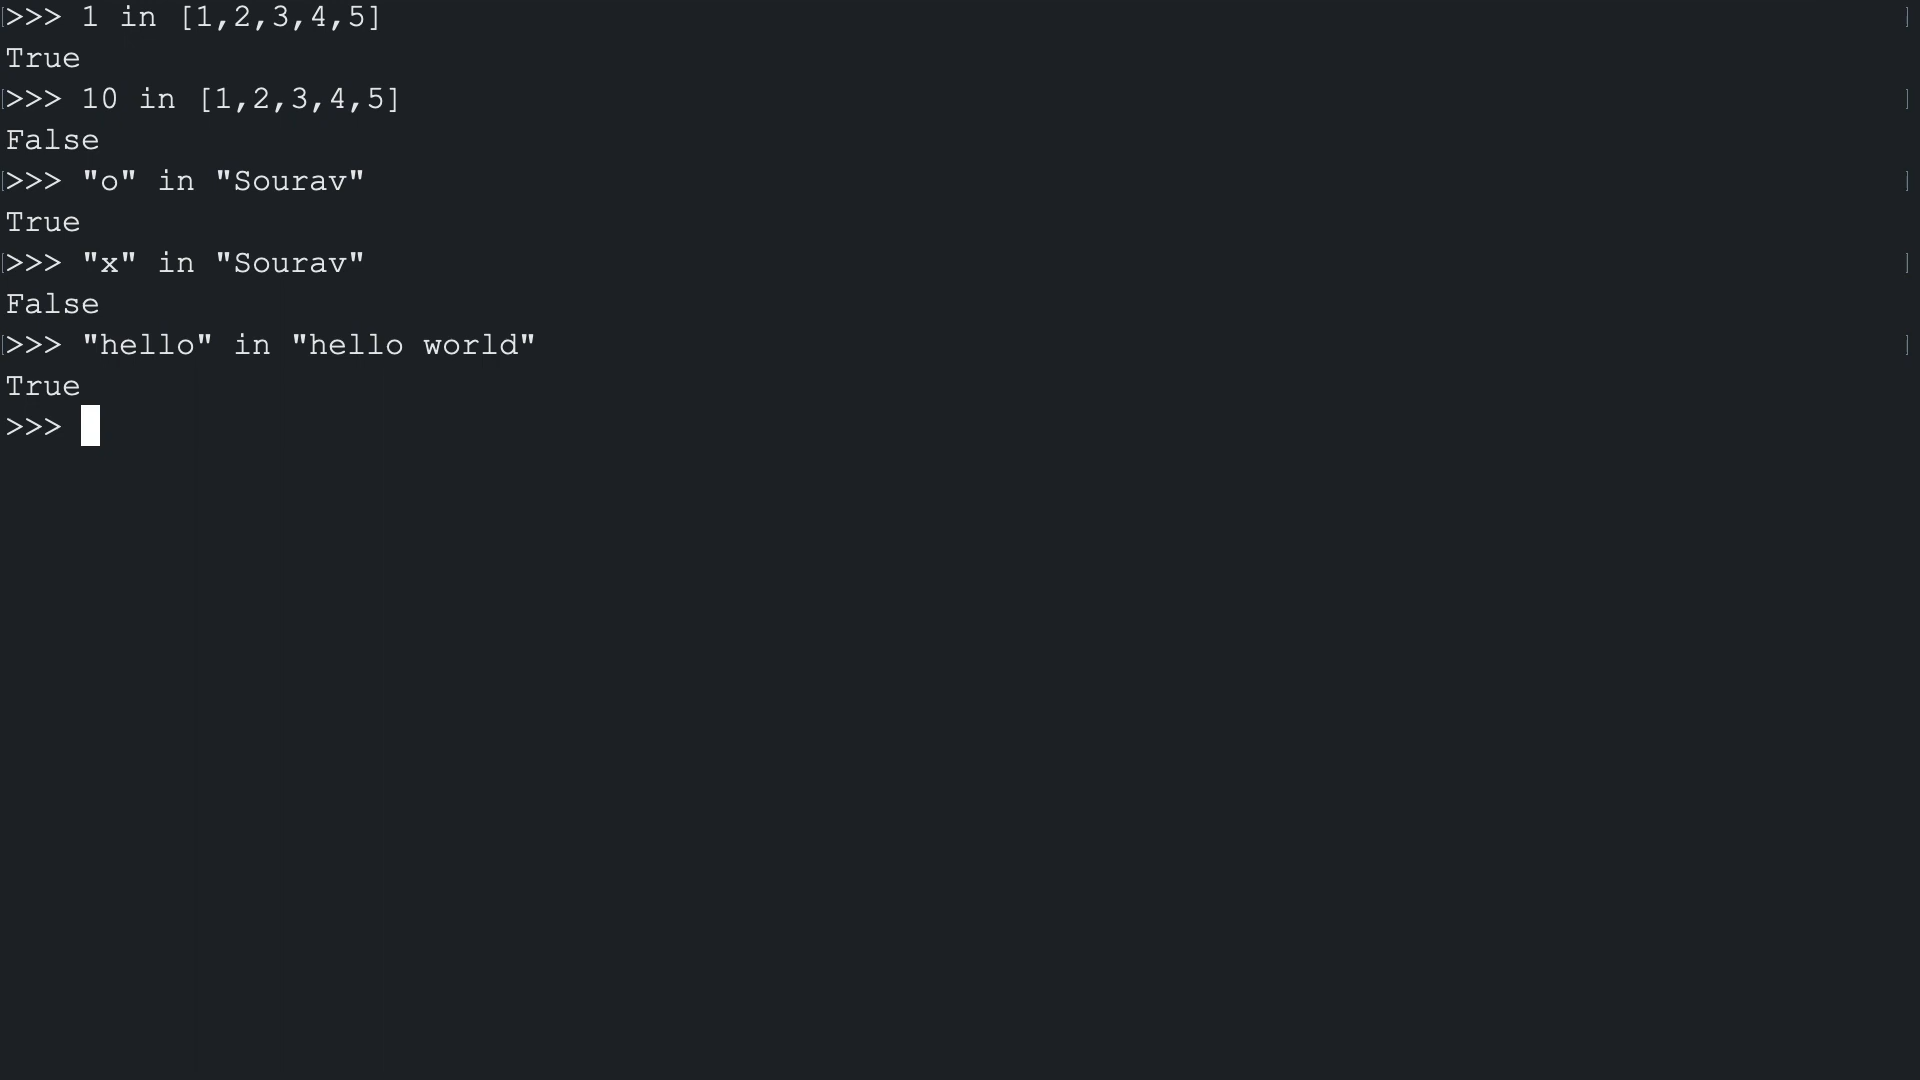 >>> 1 in [1,2,3,4,5]
True
>>> 10 in [1,2,3,4,5]
False
>>> "o" in "Sourav"
True
>>> "x" in "Sourav"
False
>>> "hello" in "hello world"
True
>>>